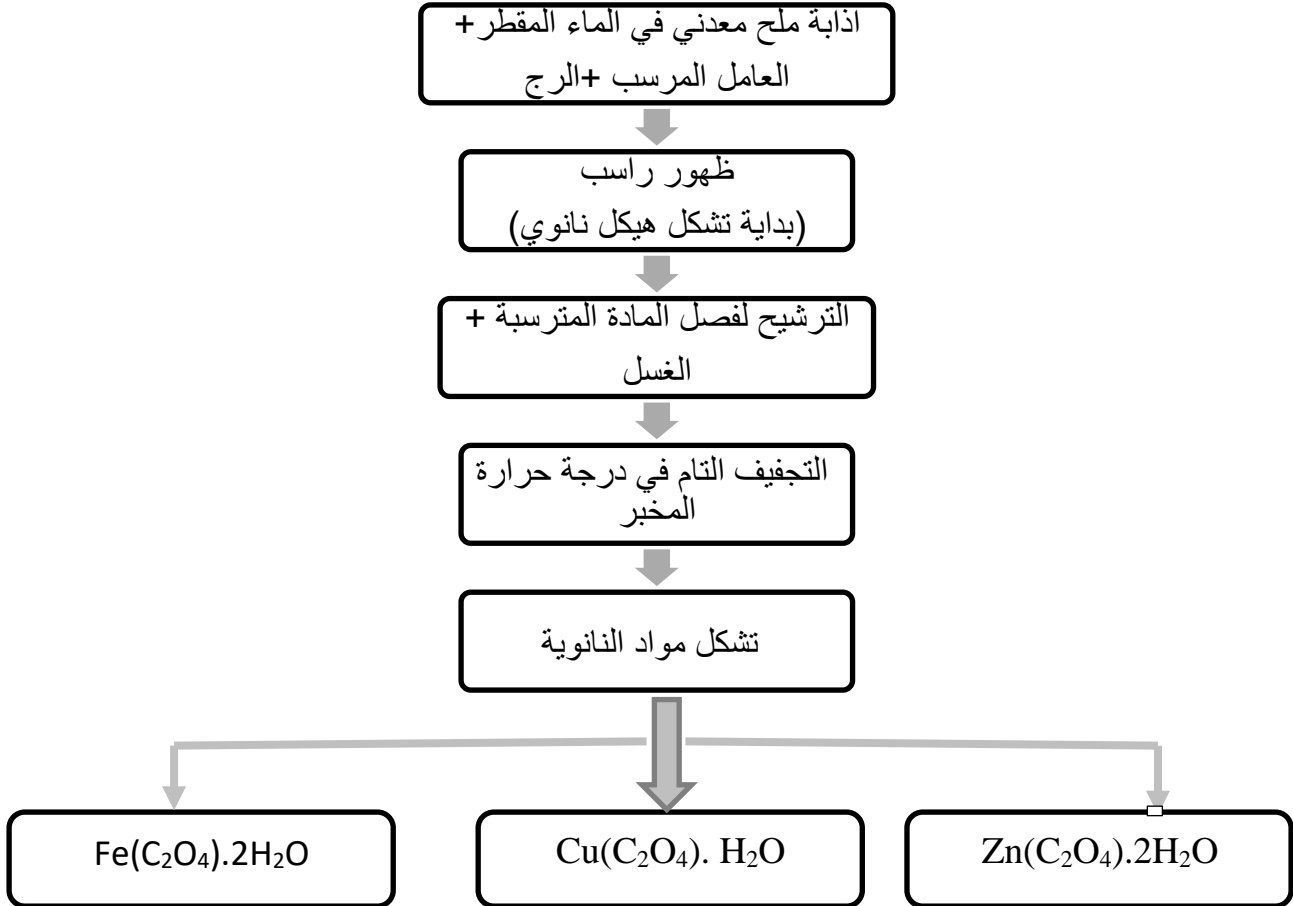 اذابة ملح معدني في الماء المقطر+
العامل المرسب +الرج
ظهور راسب
(بداية تشكل هيكل نانوي)
الترشيح لفصل المادة المترسبة +
الغسل
التجفيف التام في درجة حرارة
المخبر
تشكل مواد النانوية
Fe(C₂O₄).2H₂O
Cu(C₂O₄). H₂O
Zn(C₂O₄).2H₂O